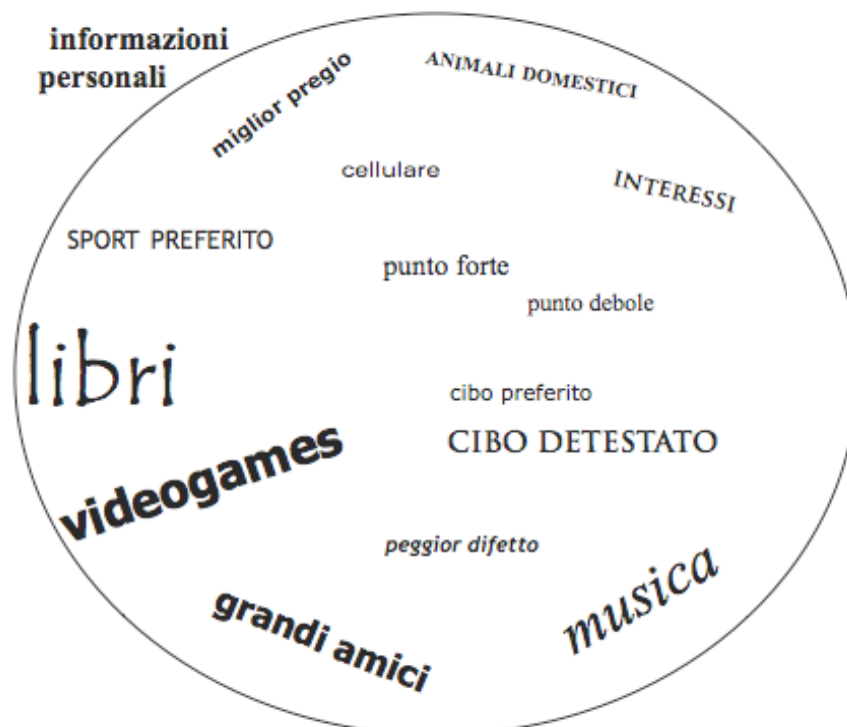 informazioni
personali
miglior pregio
ANIMALI DOMESTICI
cellulare
INTERESSI
SPORT PREFERITO
punto forte
punto debole
libri
cibo preferito
CIBO DETESTATO
videogames
peggior difetto
musica
grandi amici